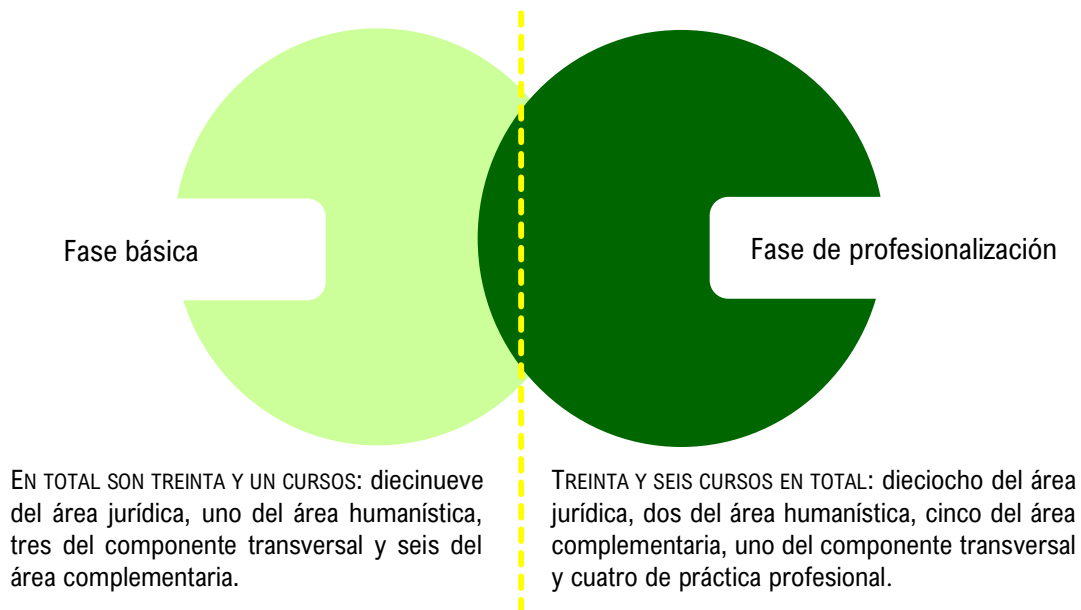 Fase básica
Fase de profesionalización
EN TOTAL SON TREINTA Y UN CURSOS: diecinueve
del área jurídica, uno del área humanística,
tres del componente transversal y seis del
área complementaria.
TREINTA Y SEIS CURSOS EN TOTAL: dieciocho del área
jurídica, dos del área humanística, cinco del área
complementaria, uno del componente transversal
y cuatro de práctica profesional.